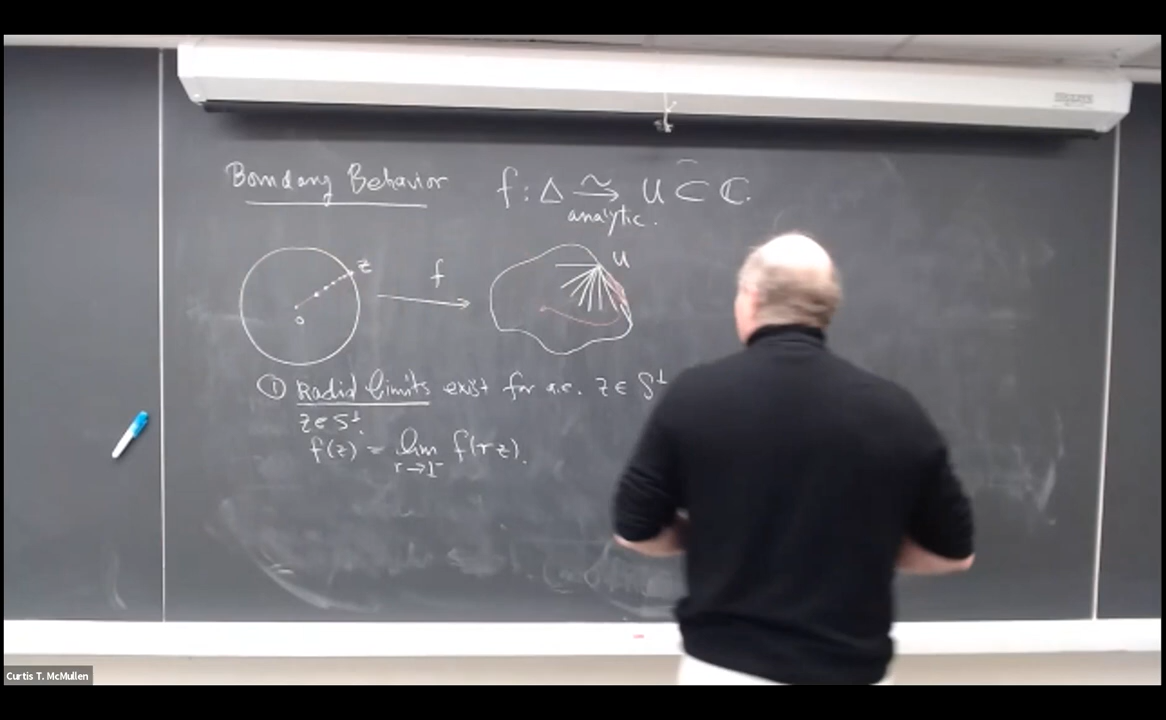 Boundary Behavior
f : Δ ⥲ U ⊂ ℂ.
analytic.
z
f
U
0
① Radial limits exist for a.e. z ∈ S¹
z ∈ S¹.
f(z) = lim f(rz).
r→1⁻
Curtis T. McMullen